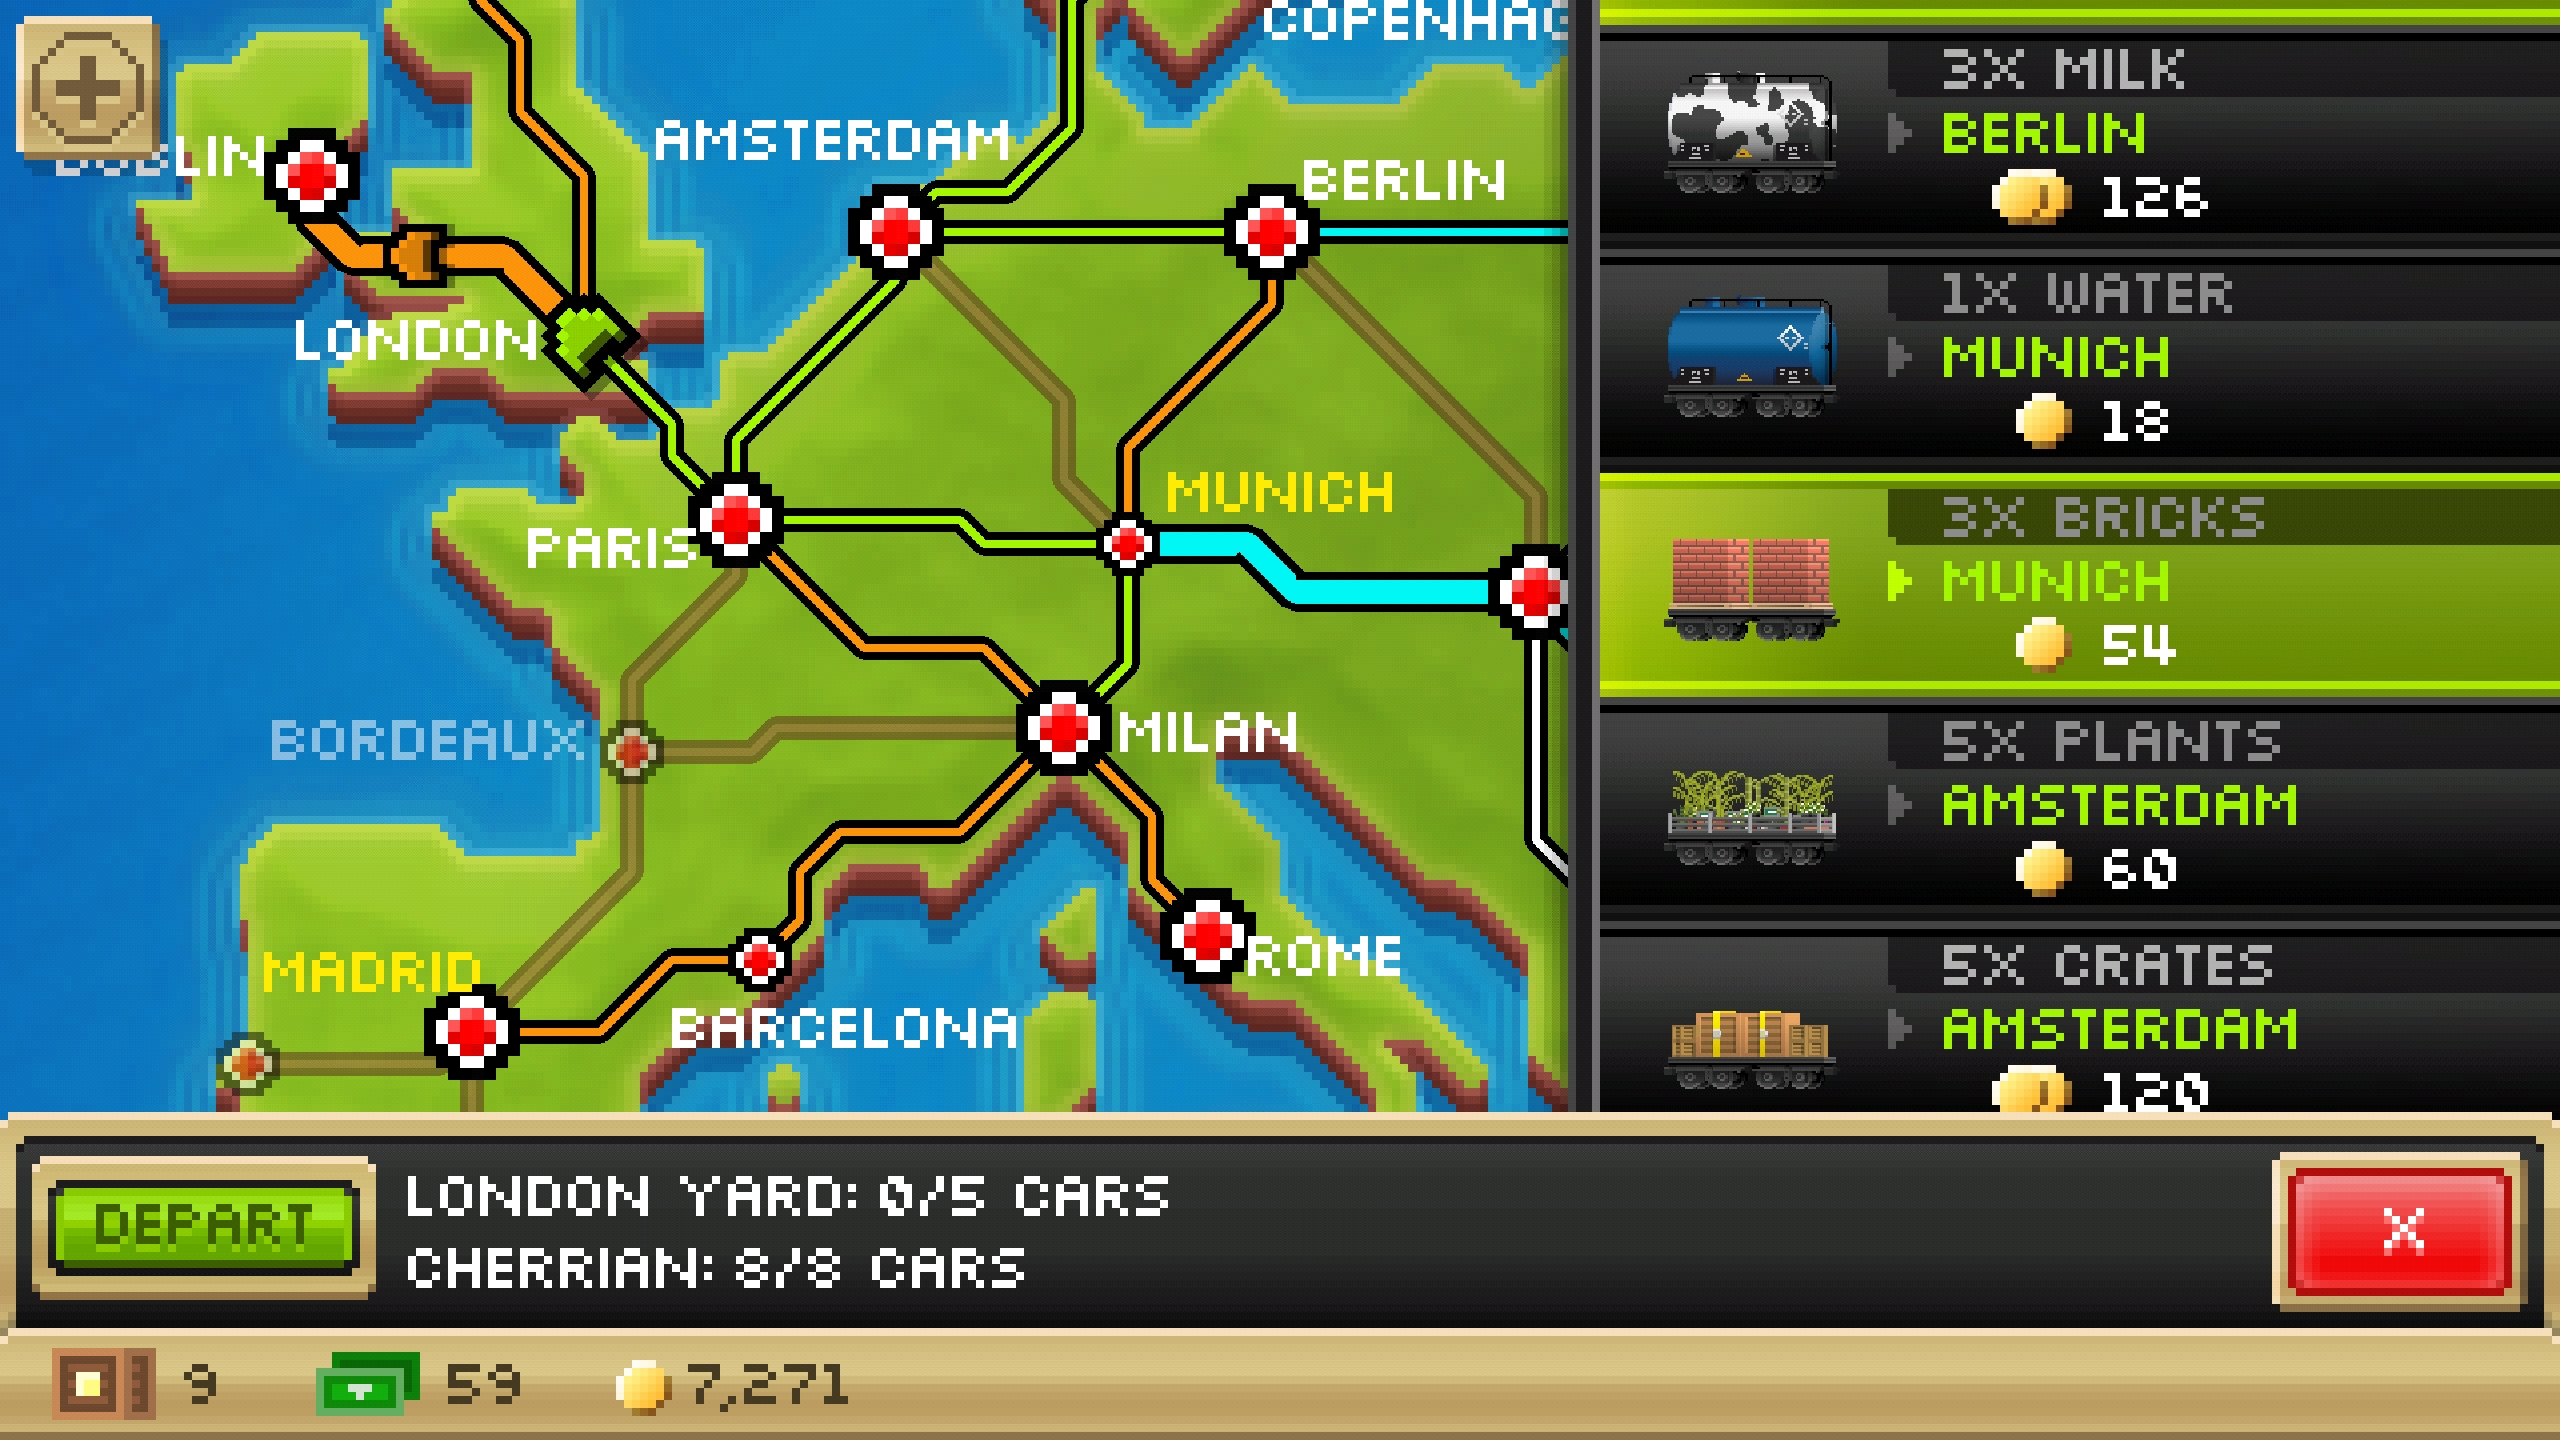 COPENHAG
AMSTERDAM
DUBLIN
BERLIN
LONDON
MUNICH
PARIS
BORDEAUX
MILAN
MADRID
ROME
BARCELONA
3X MILK
BERLIN
126
1X WATER
MUNICH
18
3X BRICKS
MUNICH
54
5X PLANTS
AMSTERDAM
60
5X CRATES
AMSTERDAM
120
DEPART
LONDON YARD: 0/5 CARS
CHERRIAN: 8/8 CARS
X
9
59
7,271